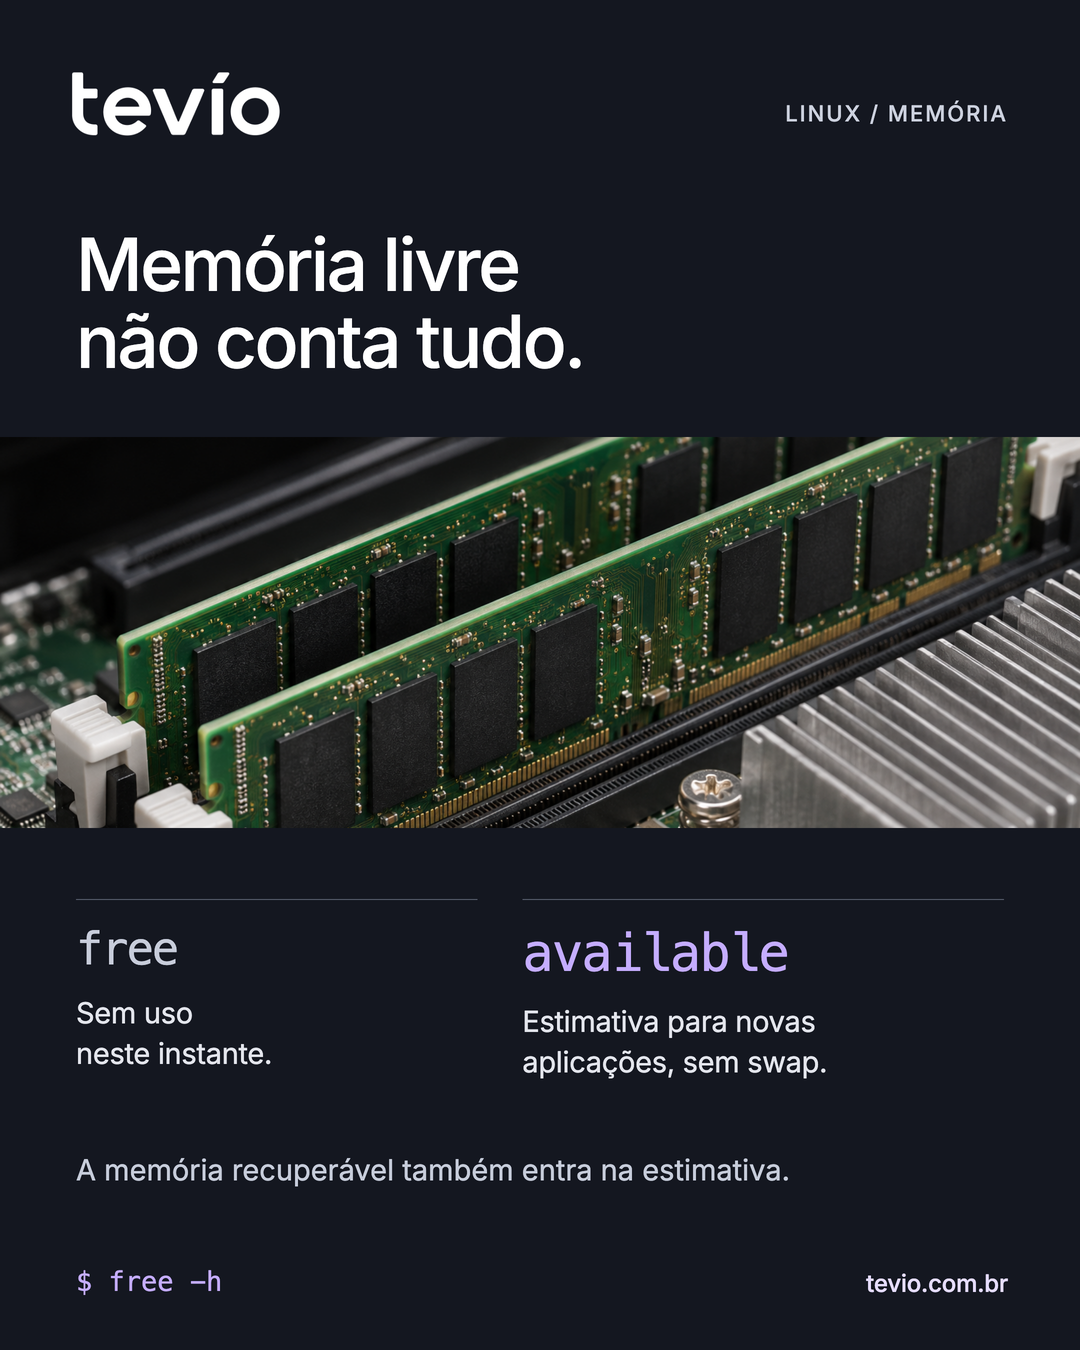 tevío
LINUX / MEMÓRIA
Memória livre
não conta tudo.
free
Sem uso
neste instante.
available
Estimativa para novas
aplicações, sem swap.
A memória recuperável também entra na estimativa.
$ free –h
tevio.com.br